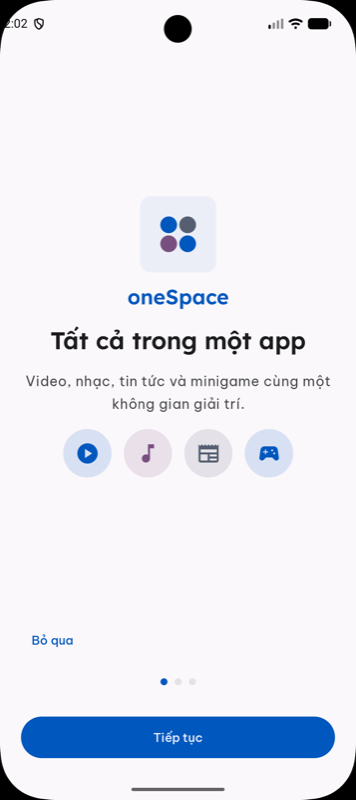 2:02
oneSpace
Tất cả trong một app
Video, nhạc, tin tức và minigame cùng một
không gian giải trí.
Bỏ qua
Tiếp tục